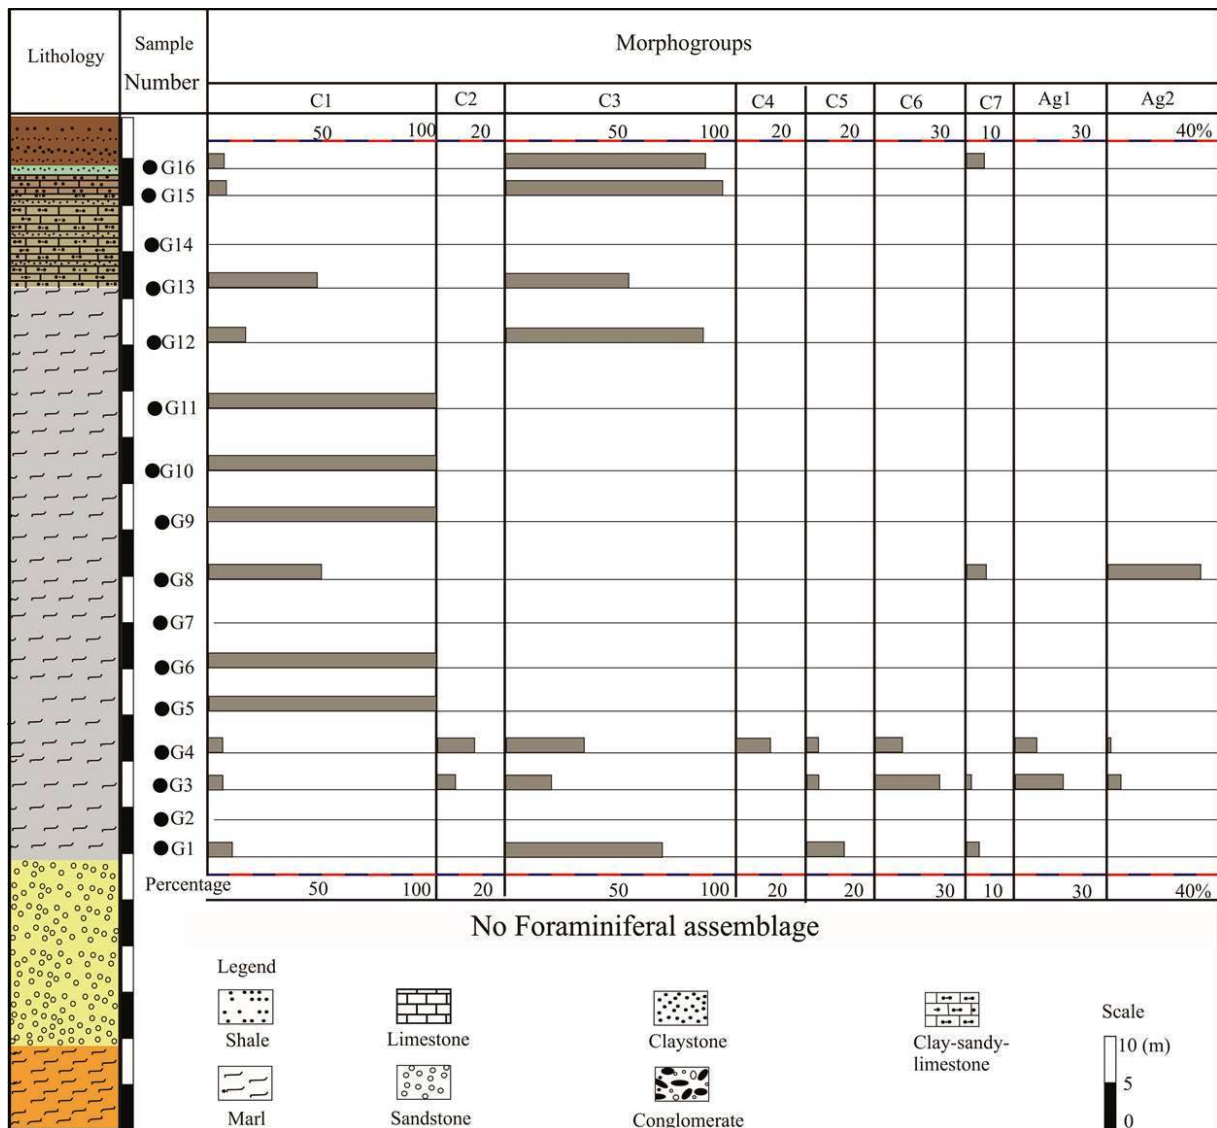 Lithology
Sample
Number
Morphogroups
C1 C2 C3 C4 C5 C6 C7 Ag1 Ag2
50 100 20 50 100 20 20 30 10 30 40%
G16
G15
G14
G13
G12
G11
G10
G9
G8
G7
G6
G5
G4
G3
G2
G1
Percentage 50 100 20 50 100 20 20 30 10 30 40%
No Foraminiferal assemblage
Legend
Shale
Limestone
Claystone
Clay-sandy-
limestone
Marl
Sandstone
Conglomerate
Scale
10 (m)
5
0